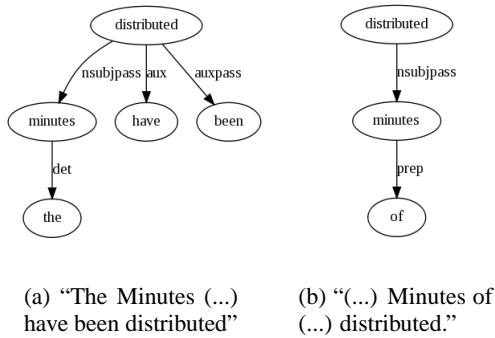 distributed
nsubjpass aux auxpass
minutes have been
det
the
(a) “The Minutes (...)
have been distributed”
distributed
nsubjpass
minutes
prep
of
(b) “(...) Minutes of
(...) distributed.”